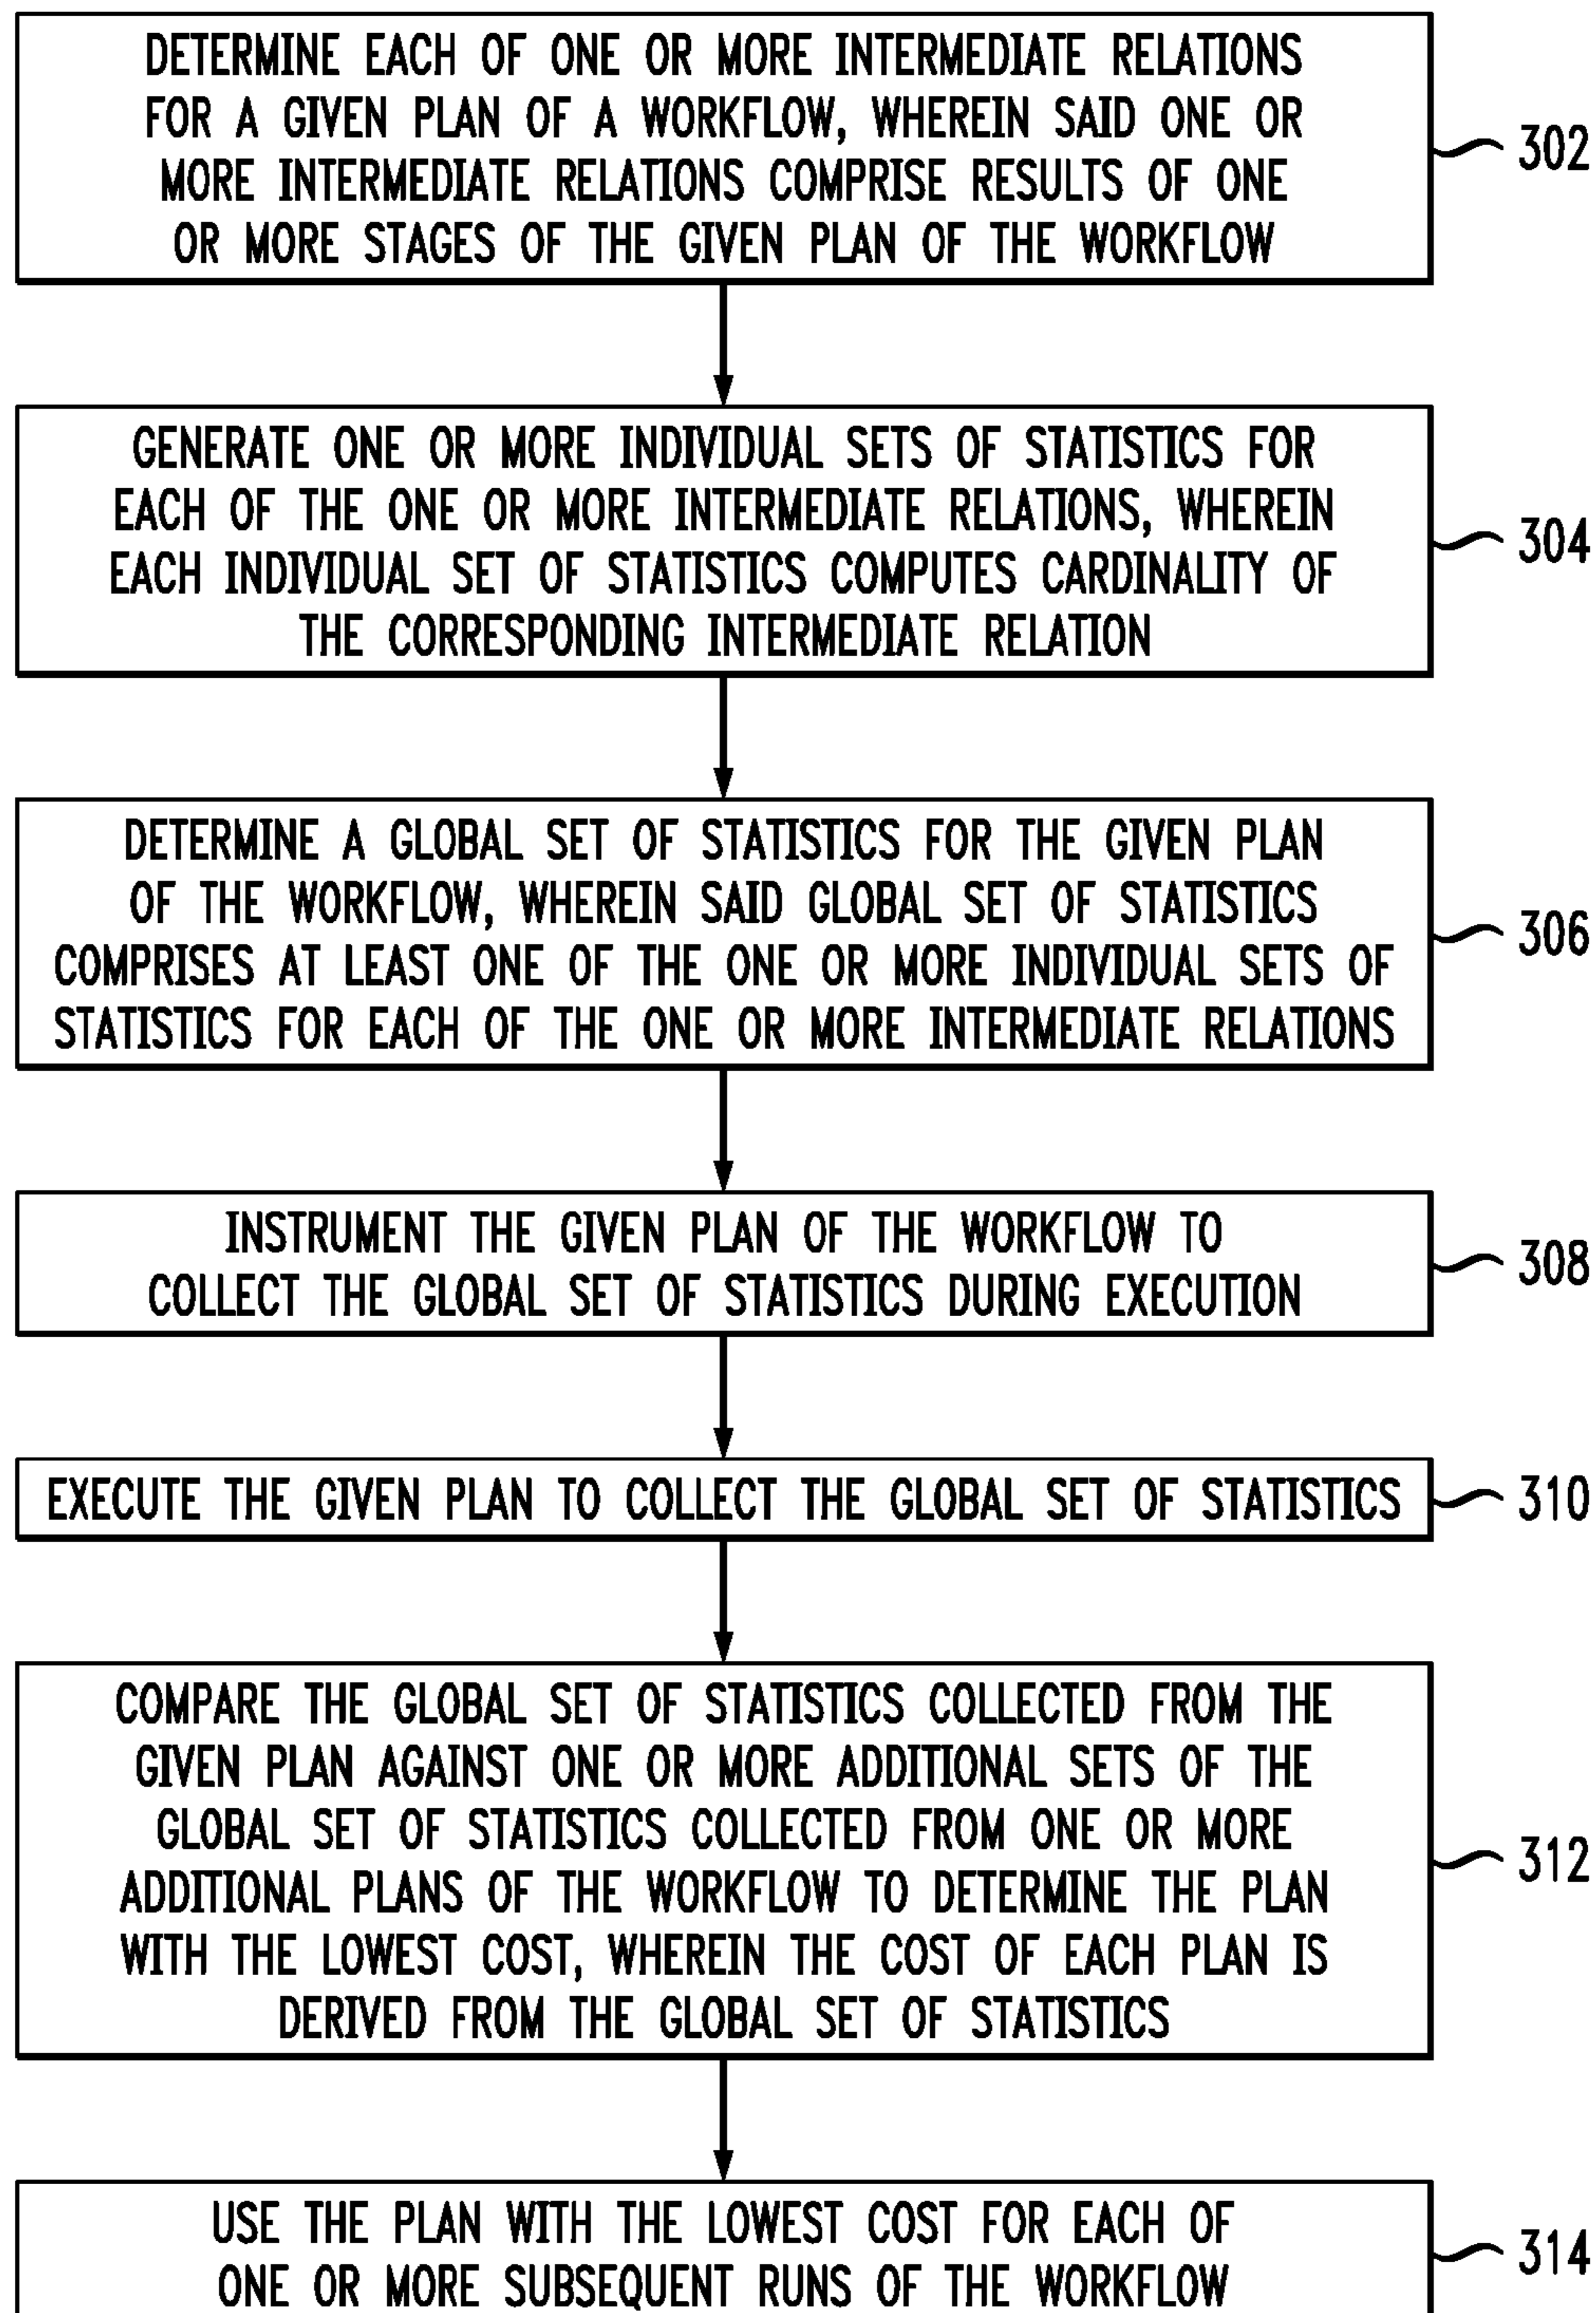 DETERMINE EACH OF ONE OR MORE INTERMEDIATE RELATIONS
FOR A GIVEN PLAN OF A WORKFLOW, WHEREIN SAID ONE OR
MORE INTERMEDIATE RELATIONS COMPRISE RESULTS OF ONE
OR MORE STAGES OF THE GIVEN PLAN OF THE WORKFLOW
302
GENERATE ONE OR MORE INDIVIDUAL SETS OF STATISTICS FOR
EACH OF THE ONE OR MORE INTERMEDIATE RELATIONS, WHEREIN
EACH INDIVIDUAL SET OF STATISTICS COMPUTES CARDINALITY OF
THE CORRESPONDING INTERMEDIATE RELATION
304
DETERMINE A GLOBAL SET OF STATISTICS FOR THE GIVEN PLAN
OF THE WORKFLOW, WHEREIN SAID GLOBAL SET OF STATISTICS
COMPRISES AT LEAST ONE OF THE ONE OR MORE INDIVIDUAL SETS OF
STATISTICS FOR EACH OF THE ONE OR MORE INTERMEDIATE RELATIONS
306
INSTRUMENT THE GIVEN PLAN OF THE WORKFLOW TO
COLLECT THE GLOBAL SET OF STATISTICS DURING EXECUTION
308
EXECUTE THE GIVEN PLAN TO COLLECT THE GLOBAL SET OF STATISTICS
310
COMPARE THE GLOBAL SET OF STATISTICS COLLECTED FROM THE
GIVEN PLAN AGAINST ONE OR MORE ADDITIONAL SETS OF THE
GLOBAL SET OF STATISTICS COLLECTED FROM ONE OR MORE
ADDITIONAL PLANS OF THE WORKFLOW TO DETERMINE THE PLAN
WITH THE LOWEST COST, WHEREIN THE COST OF EACH PLAN IS
DERIVED FROM THE GLOBAL SET OF STATISTICS
312
USE THE PLAN WITH THE LOWEST COST FOR EACH OF
ONE OR MORE SUBSEQUENT RUNS OF THE WORKFLOW
314